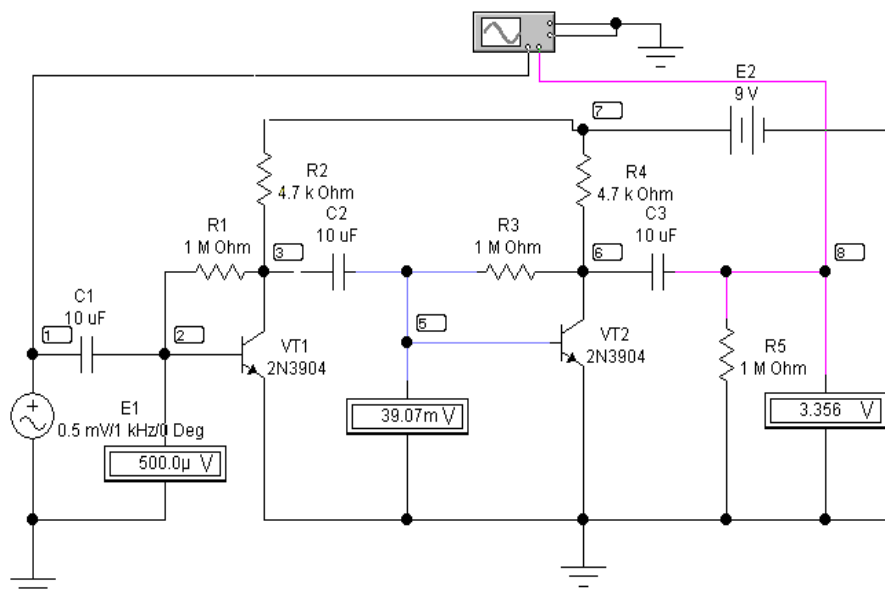 E2
9 V
7
R2
4.7 k Ohm
R4
4.7 k Ohm
R1
1 M Ohm
C2
10 uF
R3
1 M Ohm
C3
10 uF
3
6
8
C1
10 uF
1
2
5
VT1
2N3904
VT2
2N3904
R5
1 M Ohm
E1
0.5 mV/1 kHz/0 Deg
39.07m V
3.356 V
500.0µ V